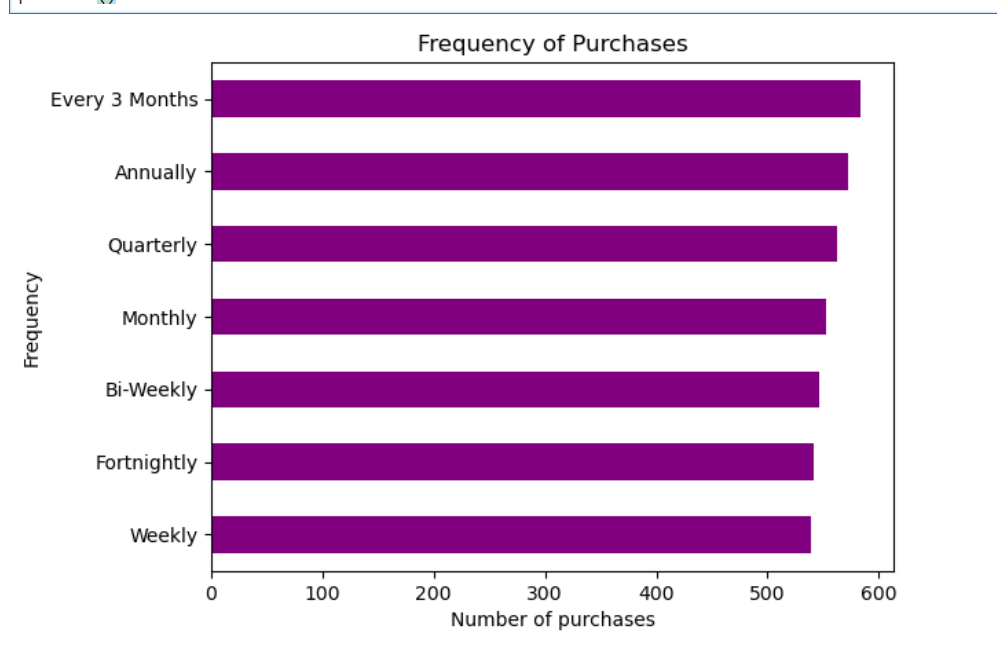 Frequency of Purchases
Every 3 Months
Annually
Quarterly
Monthly
Bi-Weekly
Fortnightly
Weekly
Frequency
0 100 200 300 400 500 600
Number of purchases